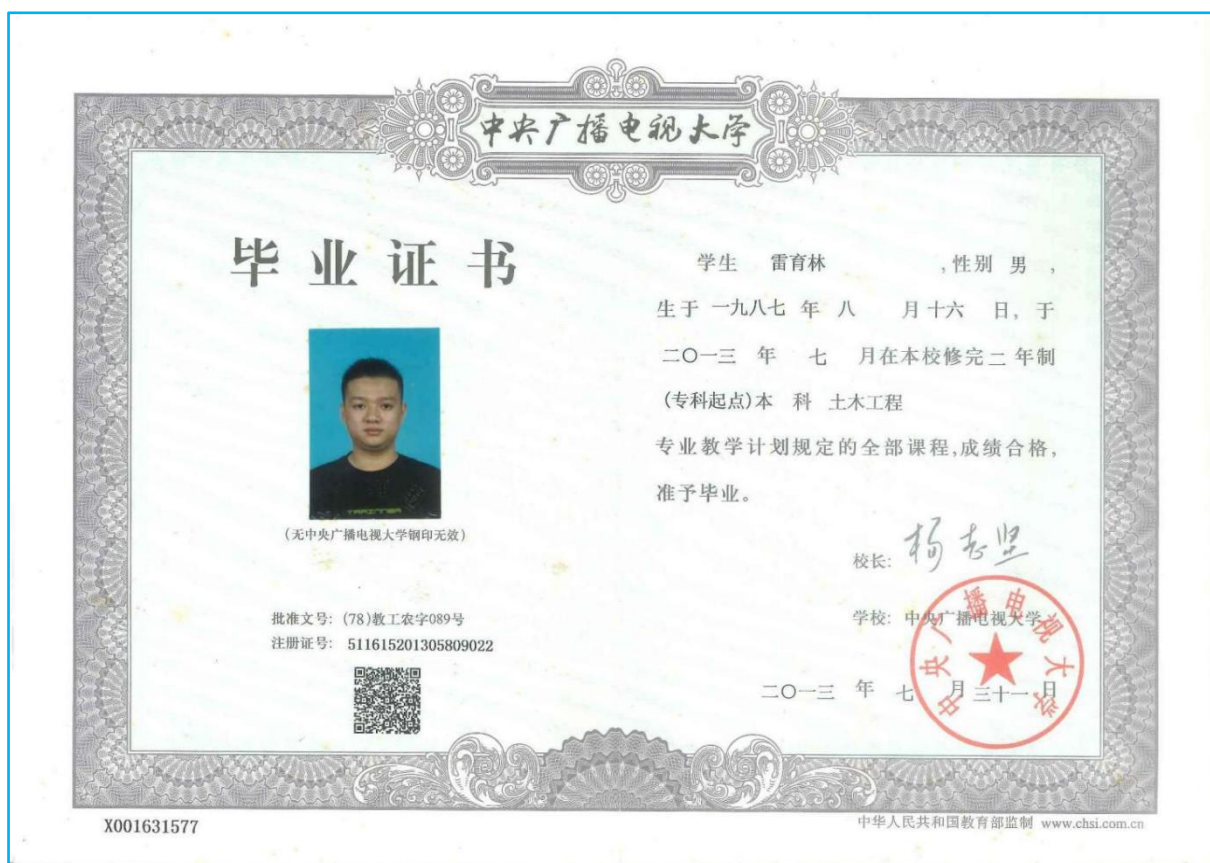 中央广播电视大学
毕业证书
TRAINNER
(无中央广播电视大学钢印无效)
批准文号: (78)教工农字089号
注册证号: 511615201305809022
学生 雷育林 ,性别 男 ,
生于 一九八七 年 八 月 十六 日, 于
二〇一三 年 七 月在本校修完 二 年制
(专科起点)本 科 土木工程
专业教学计划规定的全部课程,成绩合格,
准予毕业。
校长: 杨志坚
学校: 中央广播电视大学
中央广播电视大学
二〇一三 年 七 月 三十一 日
X001631577
中华人民共和国教育部监制 www.chsi.com.cn